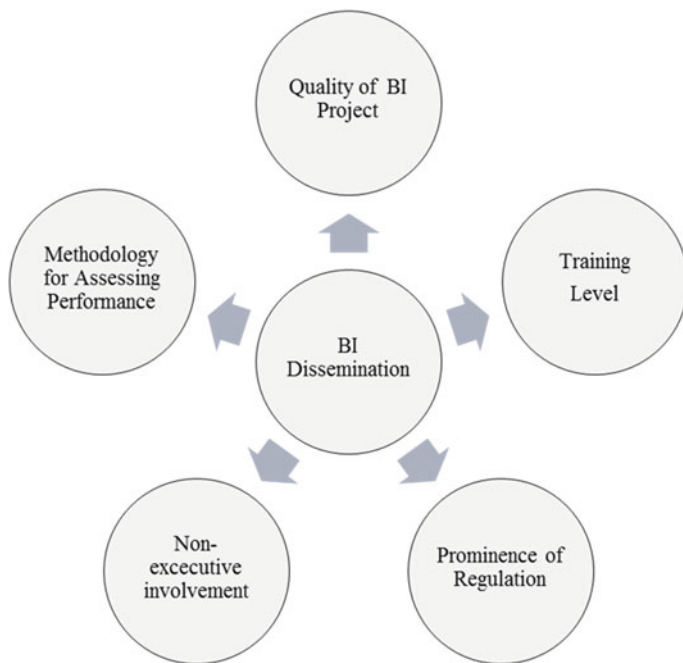 Quality of BI
Project
Methodology
for Assessing
Performance
Training
Level
BI
Dissemination
Non-
excecutive
involvement
Prominence of
Regulation